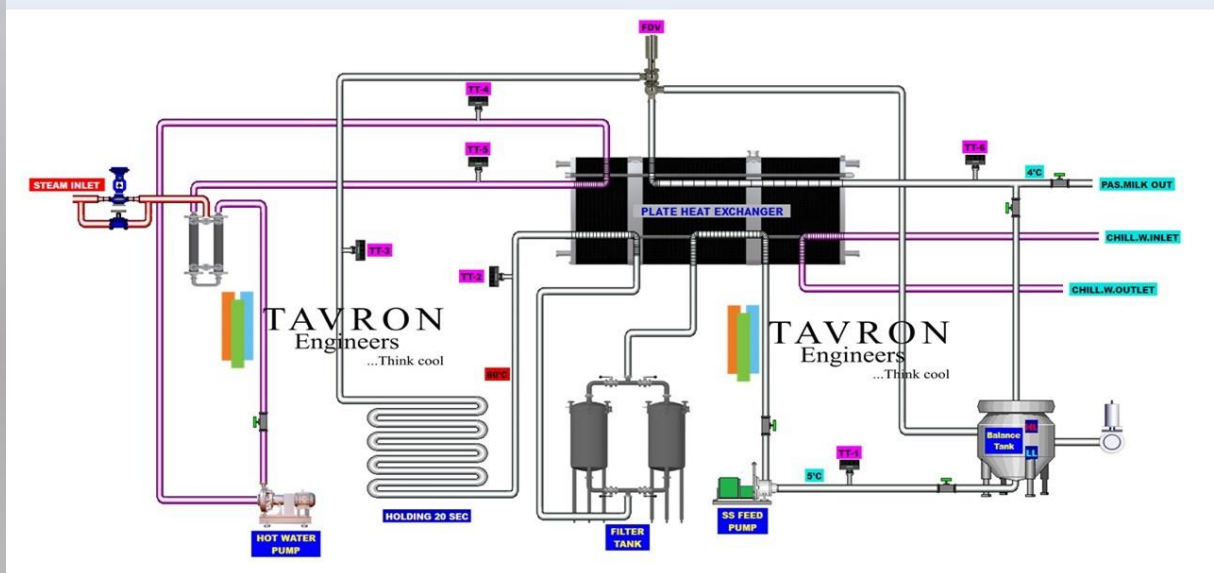 FDV
TT-4
TT-5
TT-6
STEAM INLET
4°C
PAS.MILK OUT
PLATE HEAT EXCHANGER
TT-3
TT-2
CHILL.W.INLET
CHILL.W.OUTLET
TAVRON
Engineers
...Think cool
TAVRON
Engineers
...Think cool
80°C
HL
Balance
Tank
LL
TT-1
5°C
HOLDING 20 SEC
SS FEED
PUMP
FILTER
TANK
HOT WATER
PUMP